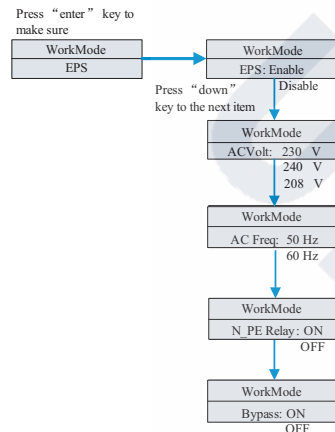 Press “enter” key to
make sure
WorkMode
EPS
WorkMode
EPS: Enable
Disable
Press “down”
key to the next item
WorkMode
ACVolt: 230 V
240 V
208 V
WorkMode
AC Freq: 50 Hz
60 Hz
WorkMode
N_PE Relay: ON
OFF
WorkMode
Bypass: ON
OFF